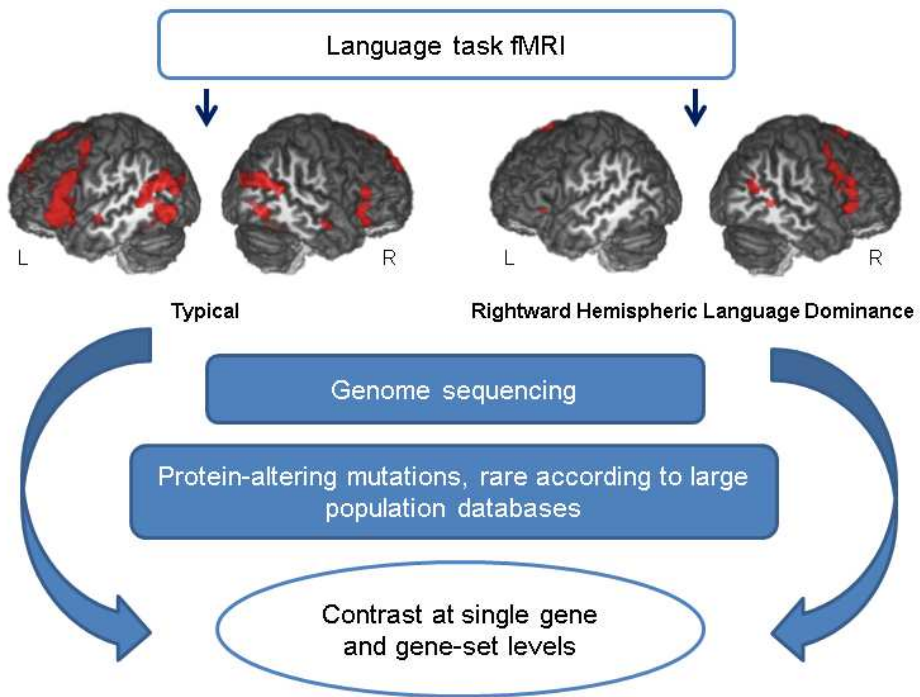 Language task fMRI
L
R
L
R
Typical
Rightward Hemispheric Language Dominance
Genome sequencing
Protein-altering mutations, rare according to large
population databases
Contrast at single gene
and gene-set levels